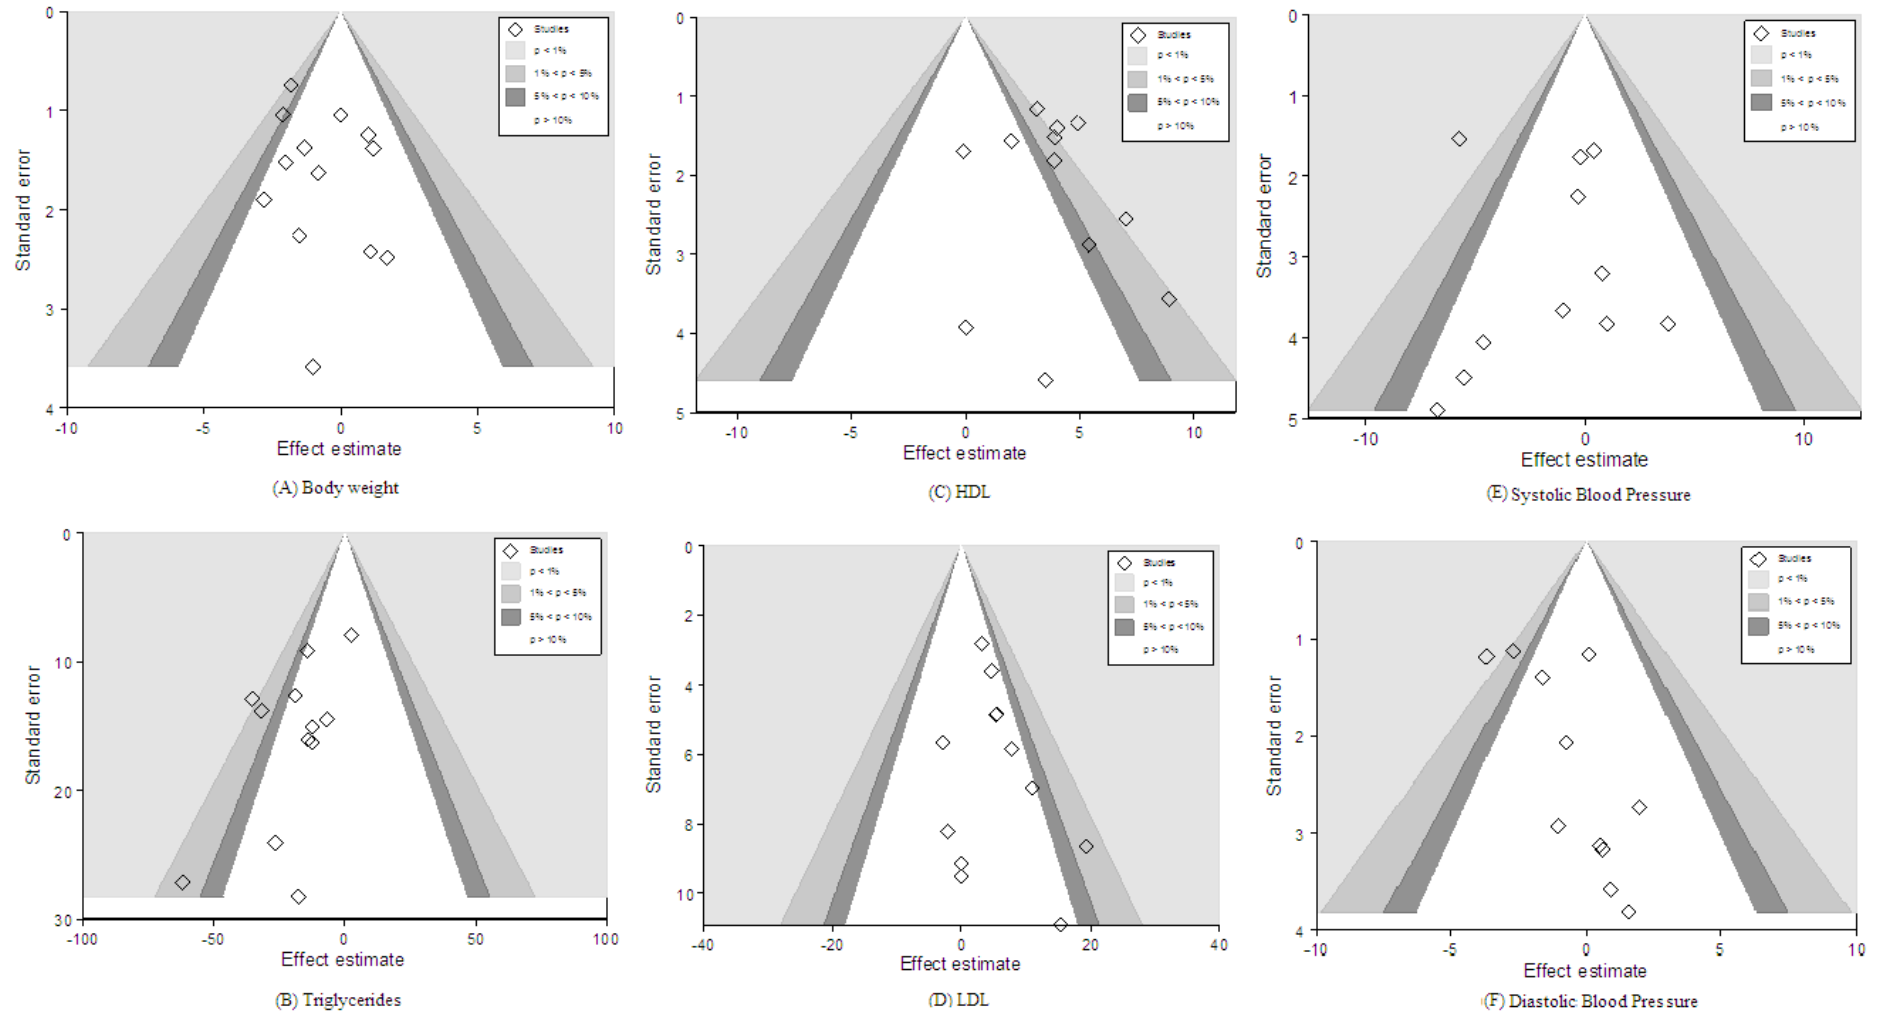 0
1
2
3
4
Standard error
-10
-5
0
5
10
Effect estimate
Studies
p < 1%
1% < p < 5%
5% < p < 10%
p > 10%
(A) Body weight
0
1
2
3
4
5
Standard error
-10
-5
0
5
10
Effect estimate
Studies
p < 1%
1% < p < 5%
5% < p < 10%
p > 10%
(C) HDL
0
1
2
3
4
5
Standard error
-10
0
10
Effect estimate
Studies
p < 1%
1% < p < 5%
5% < p < 10%
p > 10%
(E) Systolic Blood Pressure
0
10
20
30
Standard error
-100
-50
0
50
100
Effect estimate
Studies
p < 1%
1% < p < 5%
5% < p < 10%
p > 10%
(B) Triglycerides
0
2
4
6
8
10
Standard error
-40
-20
0
20
40
Effect estimate
Studies
p < 1%
1% < p < 5%
5% < p < 10%
p > 10%
(D) LDL
0
1
2
3
4
Standard error
-10
-5
0
5
10
Effect estimate
Studies
p < 1%
1% < p < 5%
5% < p < 10%
p > 10%
(F) Diastolic Blood Pressure